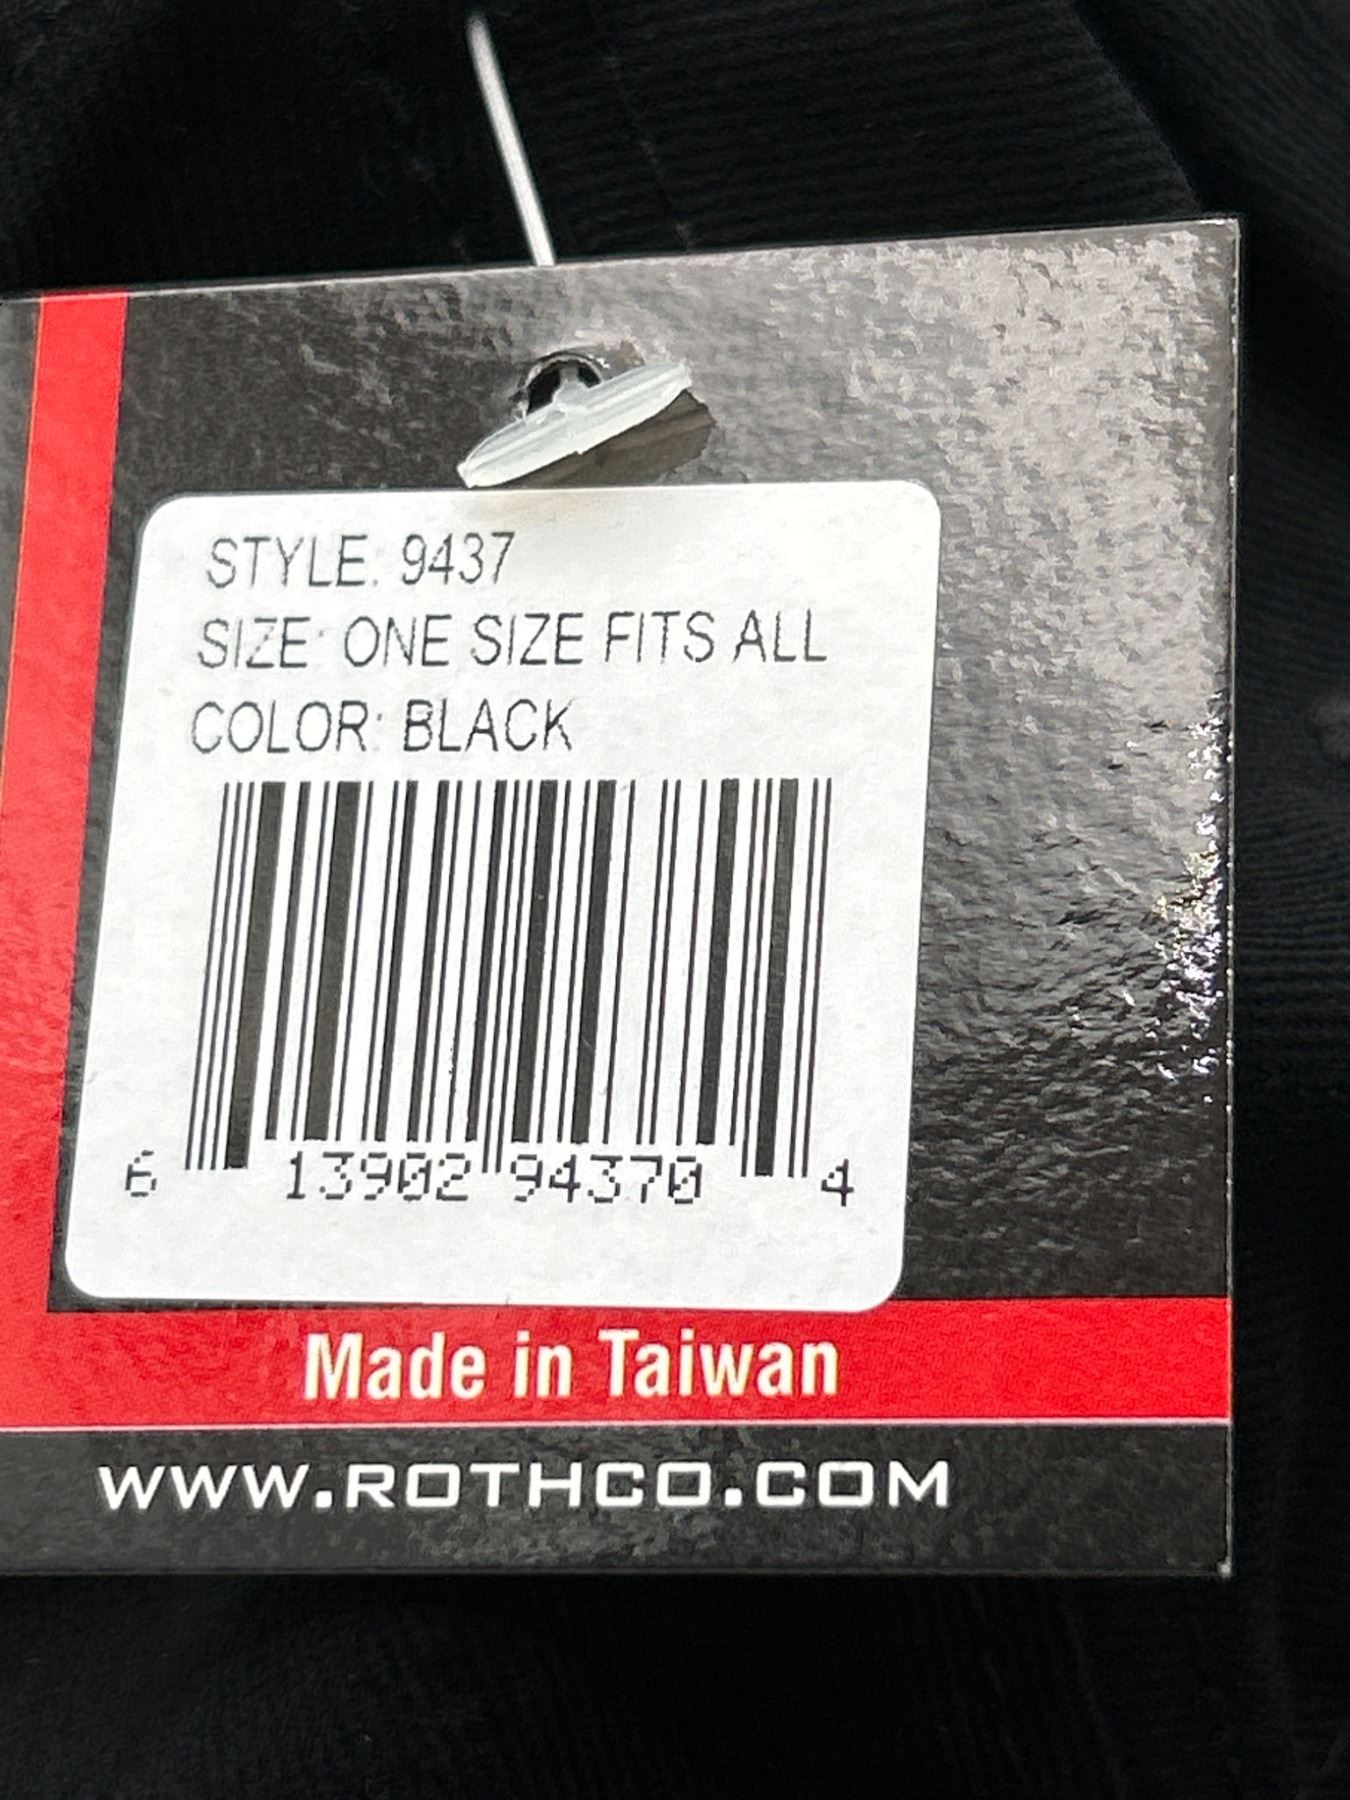 STYLE: 9437
SIZE: ONE SIZE FITS ALL
COLOR: BLACK
6 13902 94370 4
Made in Taiwan
WWW.ROTHCO.COM